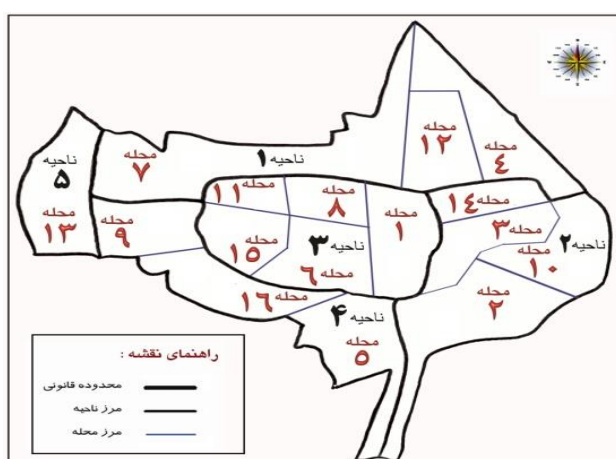 محله
۱۲
محله
۴
ناحیه
۱
محله
۷
ناحیه
۵
محله
۱۳
محله
۱۱
محله
۸
محله
۱۴
محله
۱
محله
۳
ناحیه
۲
محله
۹
محله
۱۵
ناحیه
۳
محله
۶
محله
۱۰
محله
۱۶
محله
۲
ناحیه
۴
محله
۵
راهنمای نقشه :
محدوده قانونی
مرز ناحیه
مرز محله